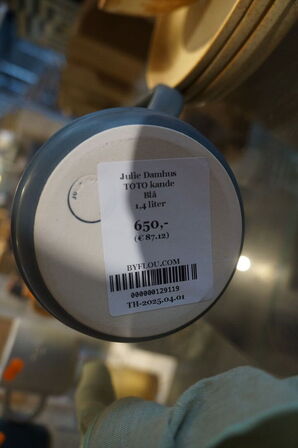 Julie Damhus
TOTO kande
Blå
1,4 liter
650,-
(€ 87.12)
BYFLOU.COM
000000129119
TH-2025.04.01